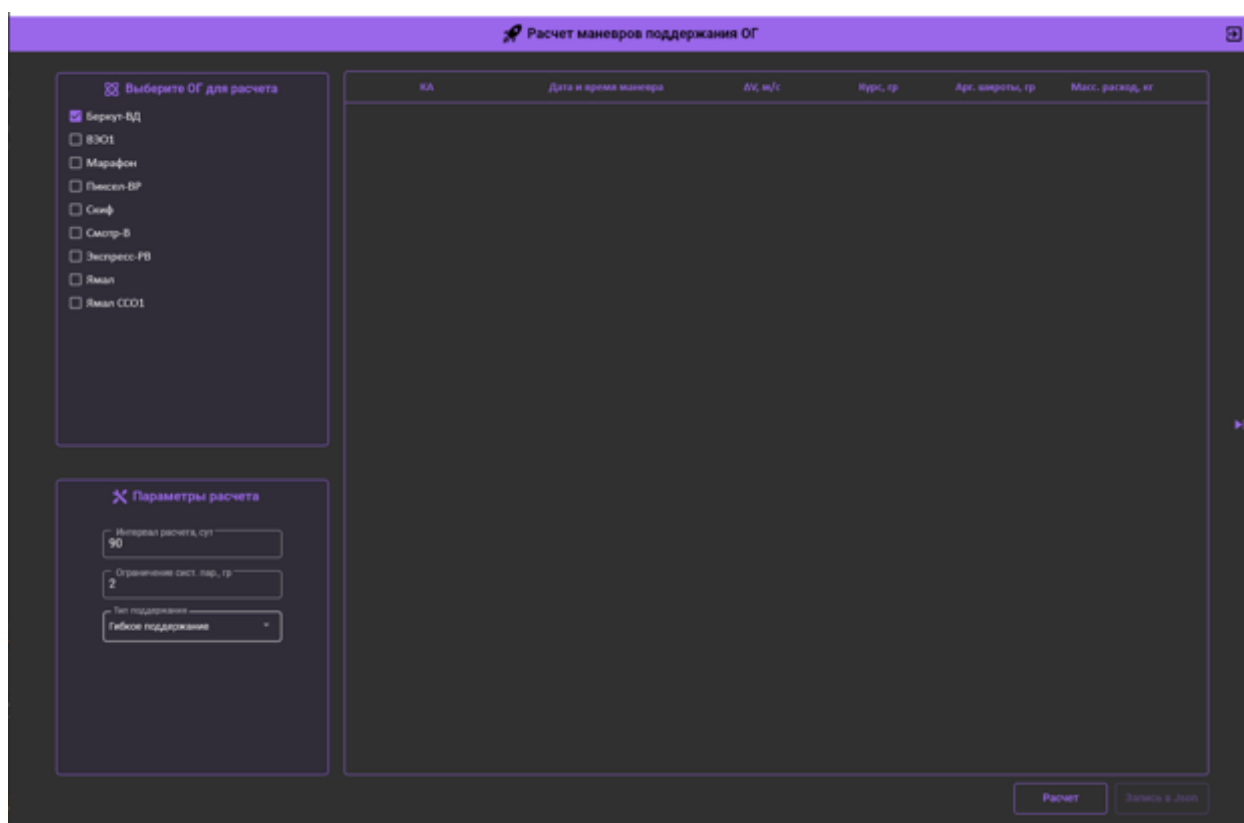 Расчет маневров поддержания ОГ
Выберите ОГ для расчета
Беркут-ВД
ВЭО1
Марафон
Пиксел-ВР
Скиф
Смотр-В
Экспресс-РВ
Ямал
Ямал ССО1
КА Дата и время маневра ΔV, м/с Курс, гр Арг. широты, гр Масс. расход, кг
Параметры расчета
Интервал расчета, сут
90
Ограничение сист. пар., гр
2
Тип поддержания
Гибкое поддержание
Расчет Запись в Json